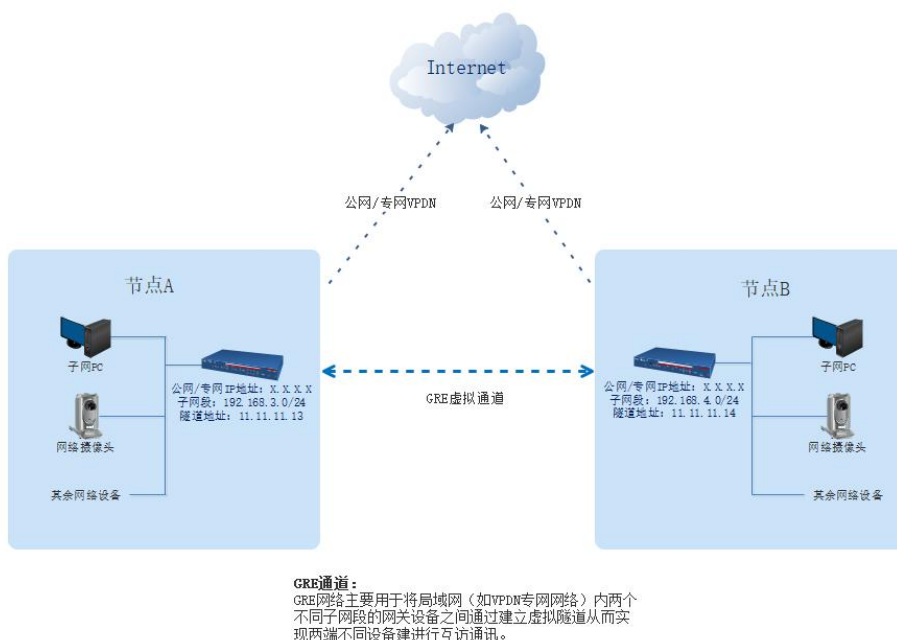 Internet
公网/专网VPDN
公网/专网VPDN
节点A
子网PC
公网/专网IP地址：X.X.X.X
子网段：192.168.3.0/24
隧道地址：11.11.11.13
网络摄像头
其余网络设备
GRE虚拟通道
节点B
子网PC
公网/专网IP地址：X.X.X.X
子网段：192.168.4.0/24
隧道地址：11.11.11.14
网络摄像头
其余网络设备
GRE通道：
GRE网络主要用于将局域网（如VPDN专网网络）内两个
不同子网段的网关设备之间通过建立虚拟隧道从而实
现两端不同设备建进行互访通讯。